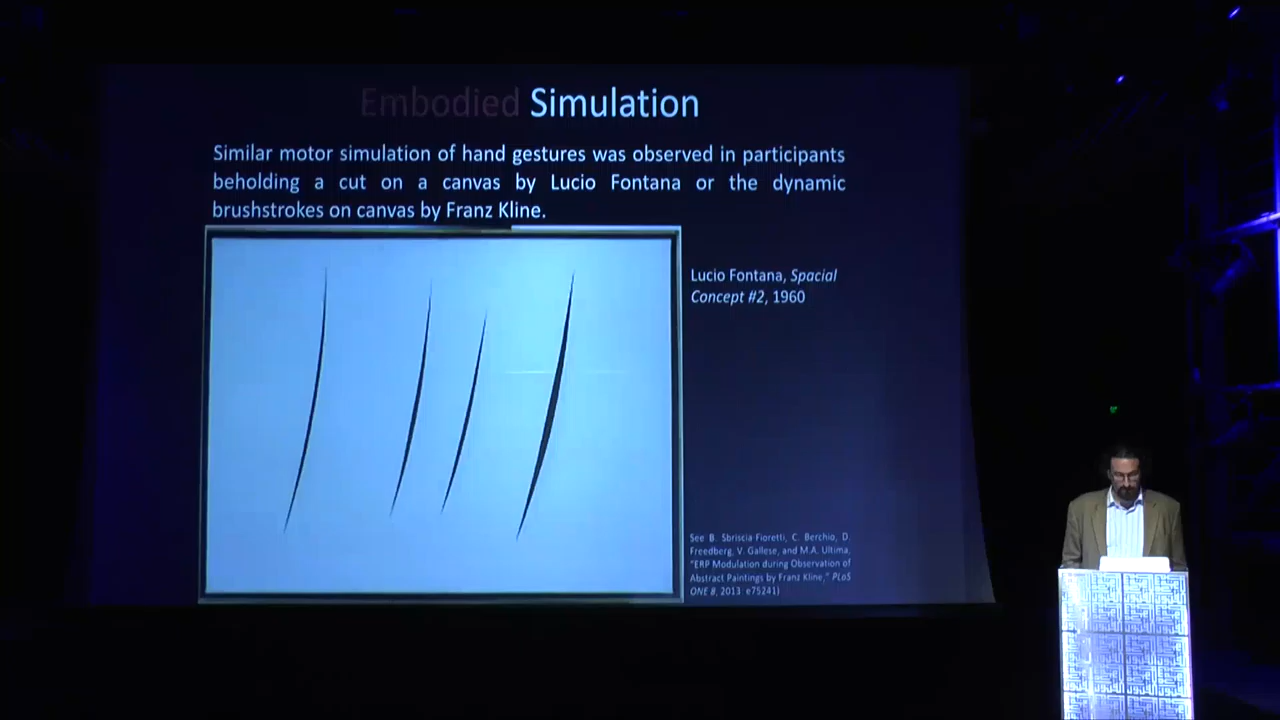 Embodied Simulation
Similar motor simulation of hand gestures was observed in participants
beholding a cut on a canvas by Lucio Fontana or the dynamic
brushstrokes on canvas by Franz Kline.
Lucio Fontana, Spacial
Concept #2, 1960
See B. Sbriscia Fioretti, C. Berchio, D.
Freedberg, V. Gallese, and M.A. Ultima,
"ERP Modulation during Observation of
Abstract Paintings by Franz Kline," PLoS
ONE 8, 2013: e75241)